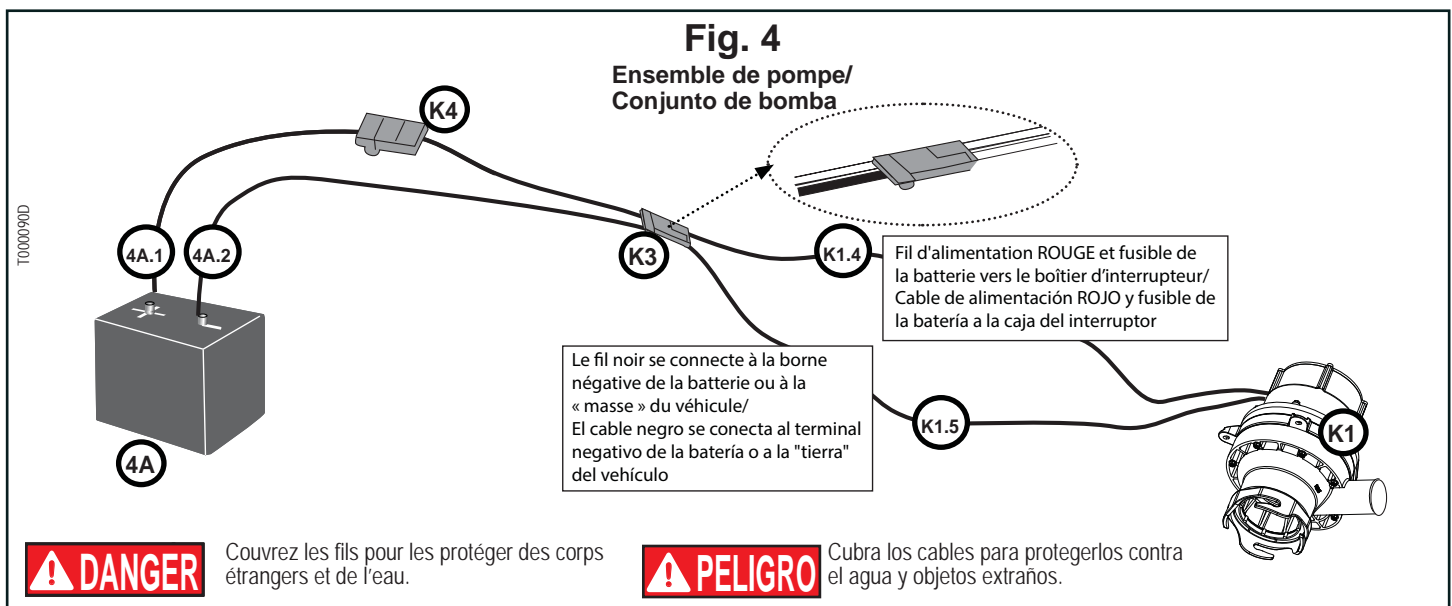 Fig. 4
Ensemble de pompe/
Conjunto de bomba
K4
4A.1
4A.2
K3
K1.4
Fil d'alimentation ROUGE et fusible de
la batterie vers le boîtier d’interrupteur/
Cable de alimentación ROJO y fusible de
la batería a la caja del interruptor
T000090D
Le fil noir se connecte à la borne
négative de la batterie ou à la
« masse » du véhicule/
El cable negro se conecta al terminal
negativo de la batería o a la "tierra"
del vehículo
K1.5
K1
4A
DANGER
Couvrez les fils pour les protéger des corps
étrangers et de l'eau.
PELIGRO
Cubra los cables para protegerlos contra
el agua y objetos extraños.